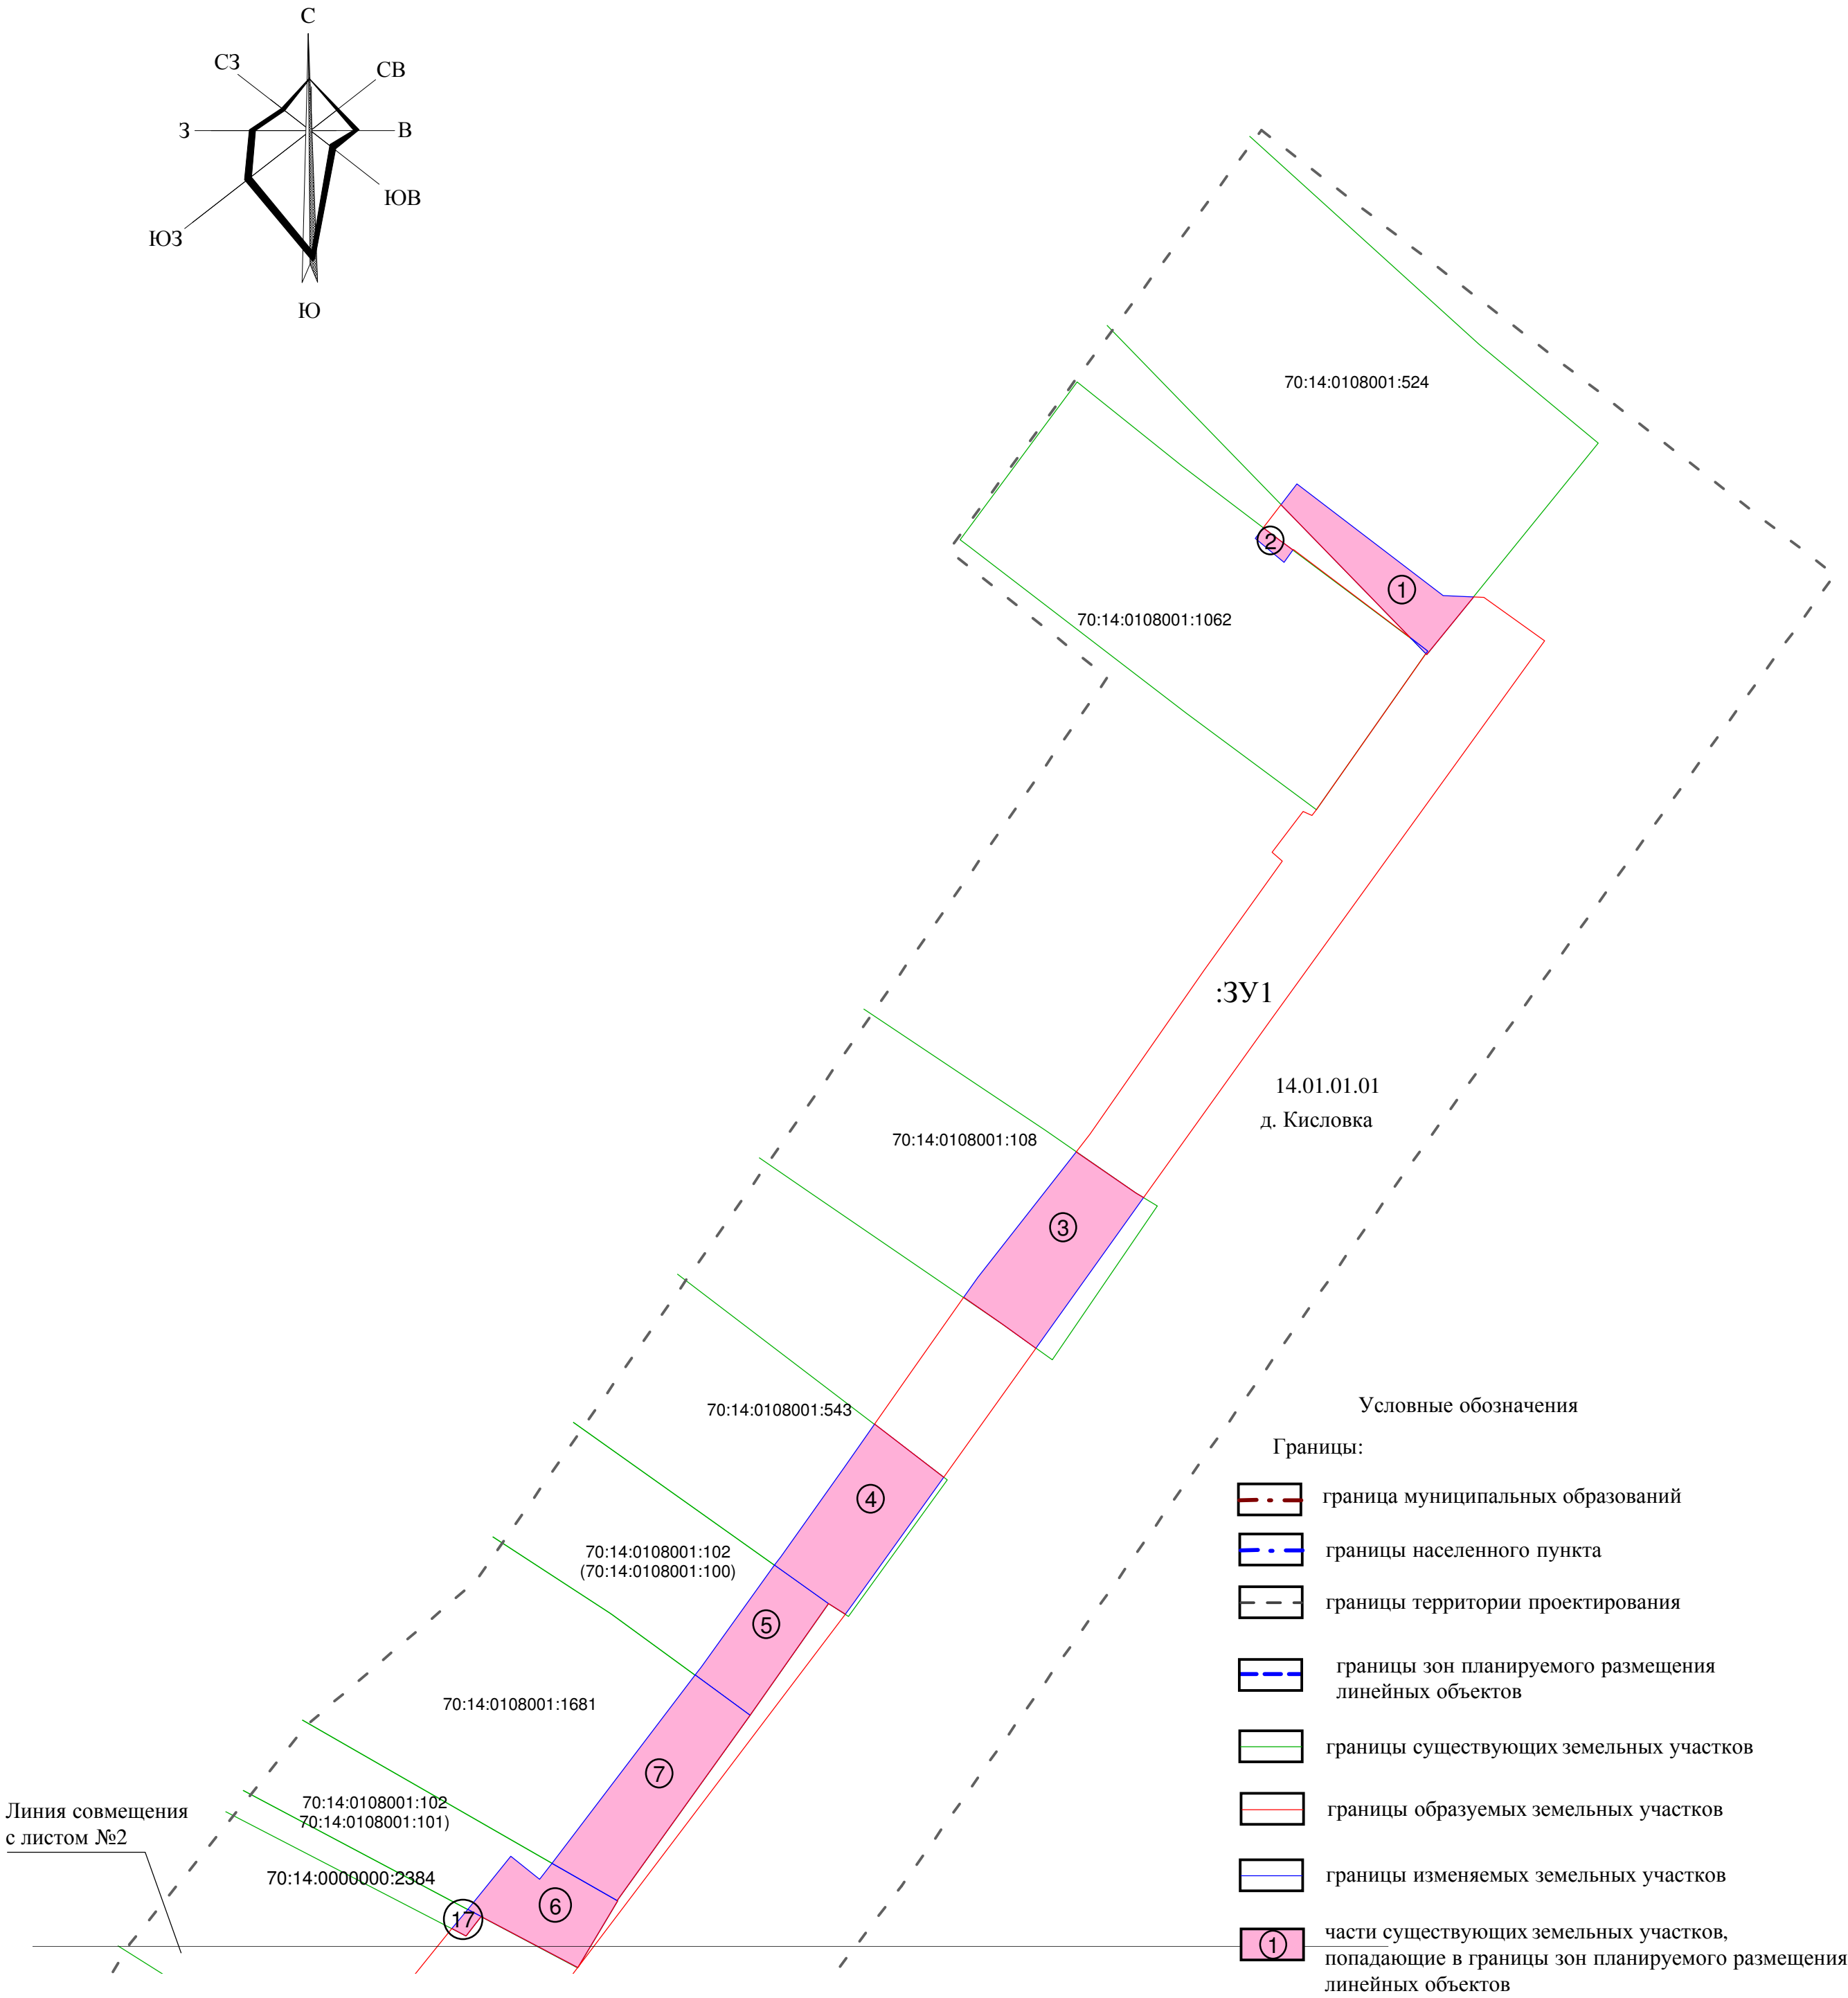 С
СЗ
СВ
З
В
ЮВ
ЮЗ
Ю
70:14:0108001:524
2
1
70:14:0108001:1062
:ЗУ1
14.01.01.01
д. Кисловка
70:14:0108001:108
3
70:14:0108001:543
4
70:14:0108001:102
(70:14:0108001:100)
5
70:14:0108001:1681
7
70:14:0108001:102
70:14:0108001:101)
70:14:0000000:2384
6
17
Линия совмещения
с листом №2
Условные обозначения
Границы:
граница муниципальных образований
границы населенного пункта
границы территории проектирования
границы зон планируемого размещения
линейных объектов
границы существующих земельных участков
границы образуемых земельных участков
границы изменяемых земельных участков
1
части существующих земельных участков,
попадающие в границы зон планируемого размещения
линейных объектов